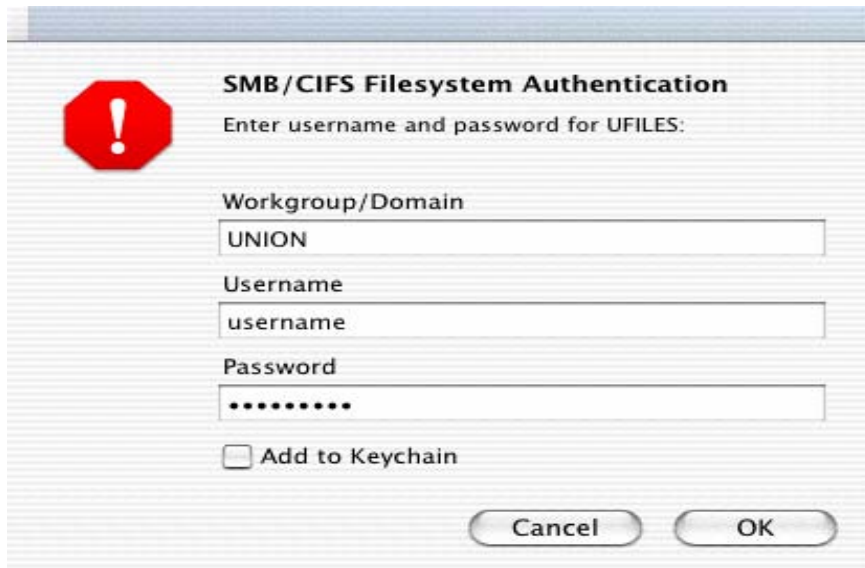 SMB/CIFS Filesystem Authentication
Enter username and password for UFILES:
Workgroup/Domain
UNION
Username
username
Password
•••••••••
Add to Keychain
Cancel OK